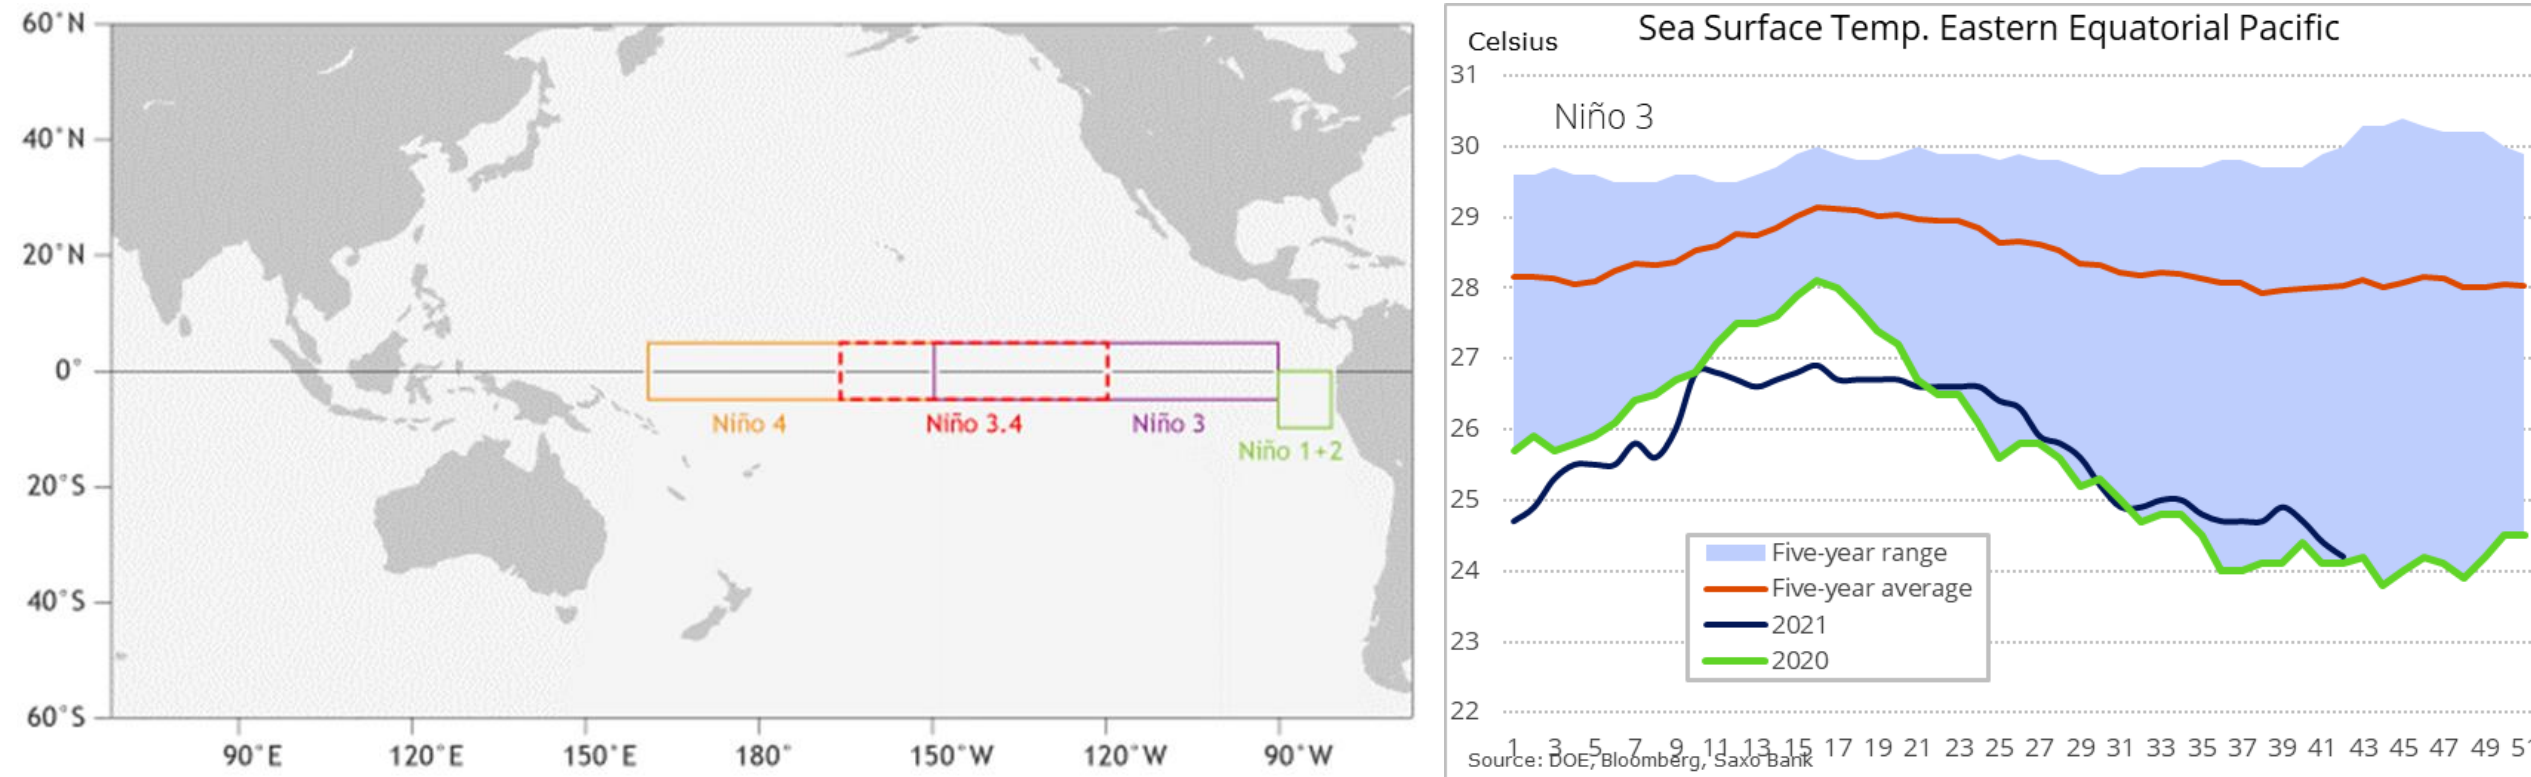 60°N
40°N
20°N
0°
20°S
40°S
60°S
90°E 120°E 150°E 180° 150°W 120°W 90°W
Niño 4
Niño 3.4
Niño 3
Niño 1+2
Sea Surface Temp. Eastern Equatorial Pacific
Celsius
Niño 3
31
30
29
28
27
26
25
24
23
22
Five-year range
Five-year average
2021
2020
1 3 5 7 9 11 13 15 17 19 21 23 25 27 29 31 33 35 37 39 41 43 45 47 49 51
Source: DOE, Bloomberg, Saxo Bank